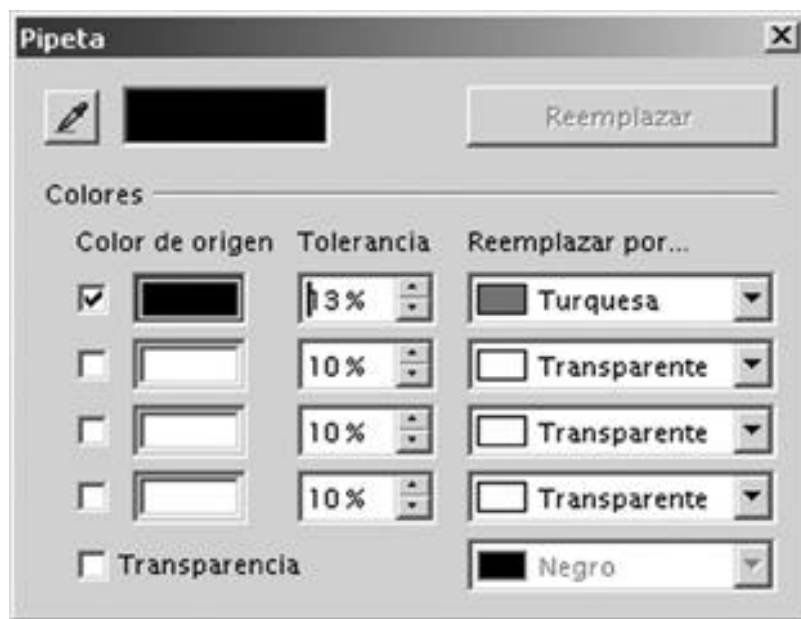 Pipeta
Reemplazar
Colores
Color de origen Tolerancia Reemplazar por...
13% Turquesa
10% Transparente
10% Transparente
10% Transparente
Transparencia Negro